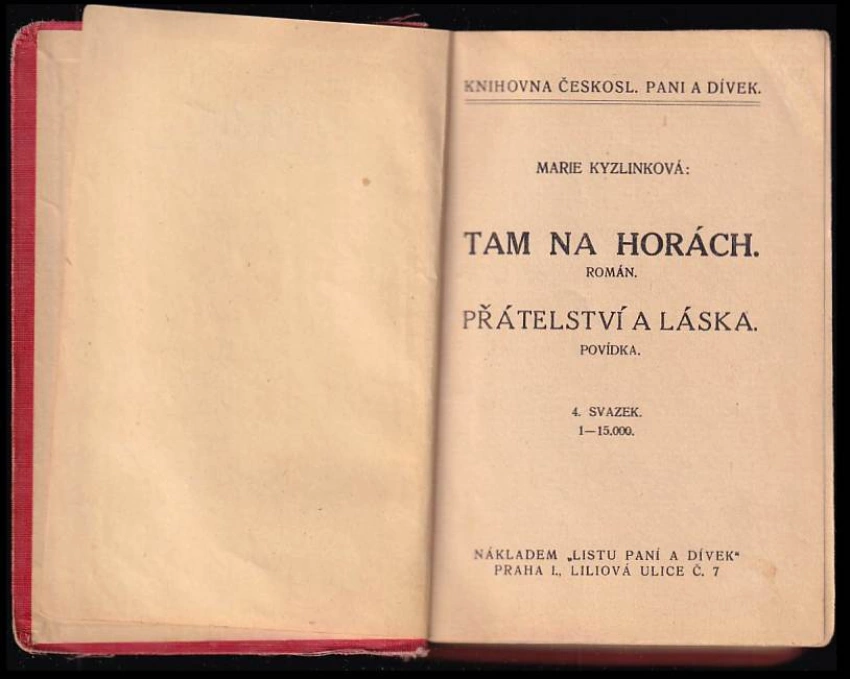 KNIHOVNA ČESKOSL. PANI A DÍVEK.
MARIE KYZLINKOVÁ:
TAM NA HORÁCH.
ROMÁN.
PŘÁTELSTVÍ A LÁSKA.
POVÍDKA.
4. SVAZEK.
1—15.000.
NÁKLADEM „LISTU PANÍ A DÍVEK“
PRAHA I., LILIOVÁ ULICE Č. 7